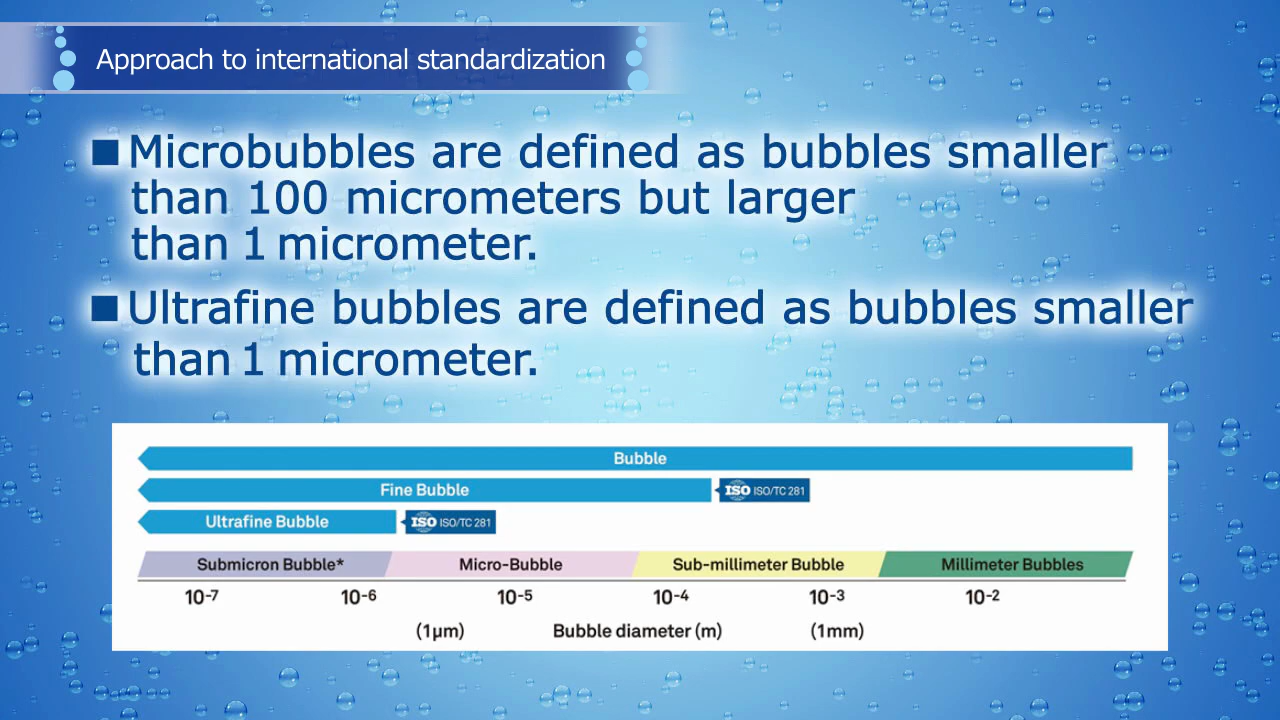 Approach to international standardization
■Microbubbles are defined as bubbles smaller
than 100 micrometers but larger
than 1 micrometer.
■Ultrafine bubbles are defined as bubbles smaller
than 1 micrometer.
Bubble
Fine Bubble ISO ISO/TC 281
Ultrafine Bubble ISO ISO/TC 281
Submicron Bubble* Micro-Bubble Sub-millimeter Bubble Millimeter Bubbles
10⁻⁷ 10⁻⁶ 10⁻⁵ 10⁻⁴ 10⁻³ 10⁻²
(1μm) Bubble diameter (m) (1mm)